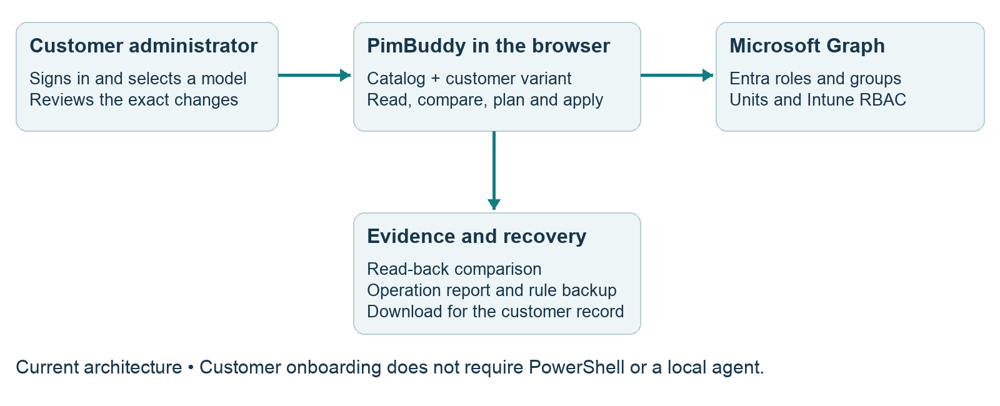 Customer administrator
Signs in and selects a model
Reviews the exact changes
PimBuddy in the browser
Catalog + customer variant
Read, compare, plan and apply
Microsoft Graph
Entra roles and groups
Units and Intune RBAC
Evidence and recovery
Read-back comparison
Operation report and rule backup
Download for the customer record
Current architecture • Customer onboarding does not require PowerShell or a local agent.